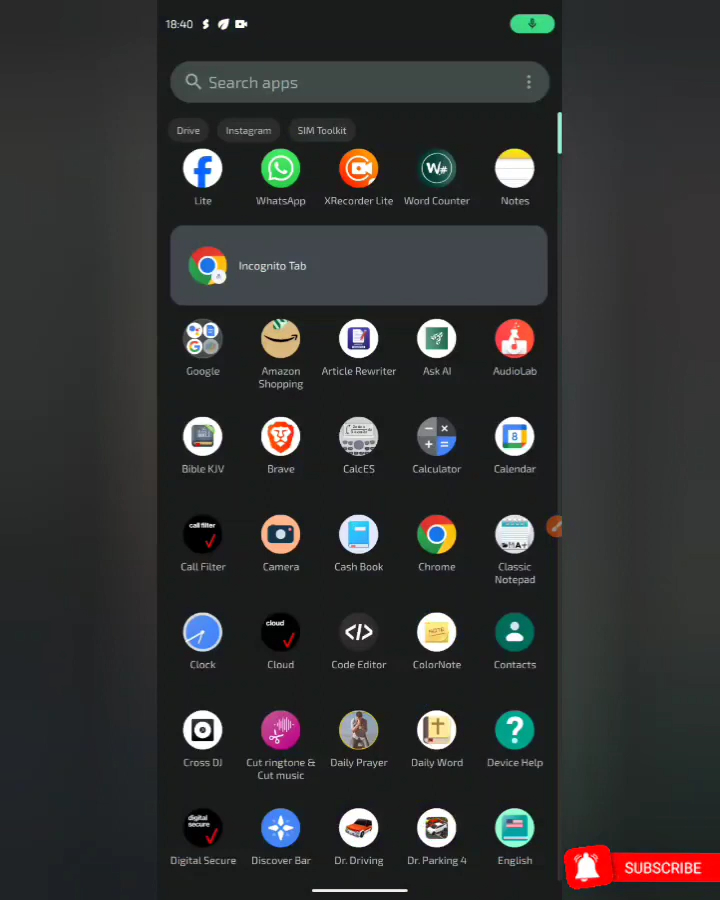 18:40
Search apps
Drive Instagram SIM Toolkit
Lite WhatsApp XRecorder Lite Word Counter Notes
Incognito Tab
Google Amazon Shopping Article Rewriter Ask AI AudioLab
Bible KJV Brave CalcES Calculator Calendar
Call Filter Camera Cash Book Chrome Classic Notepad
Clock Cloud Code Editor ColorNote Contacts
Cross DJ Cut ringtone & Cut music Daily Prayer Daily Word Device Help
Digital Secure Discover Bar Dr. Driving Dr. Parking 4 English
SUBSCRIBE